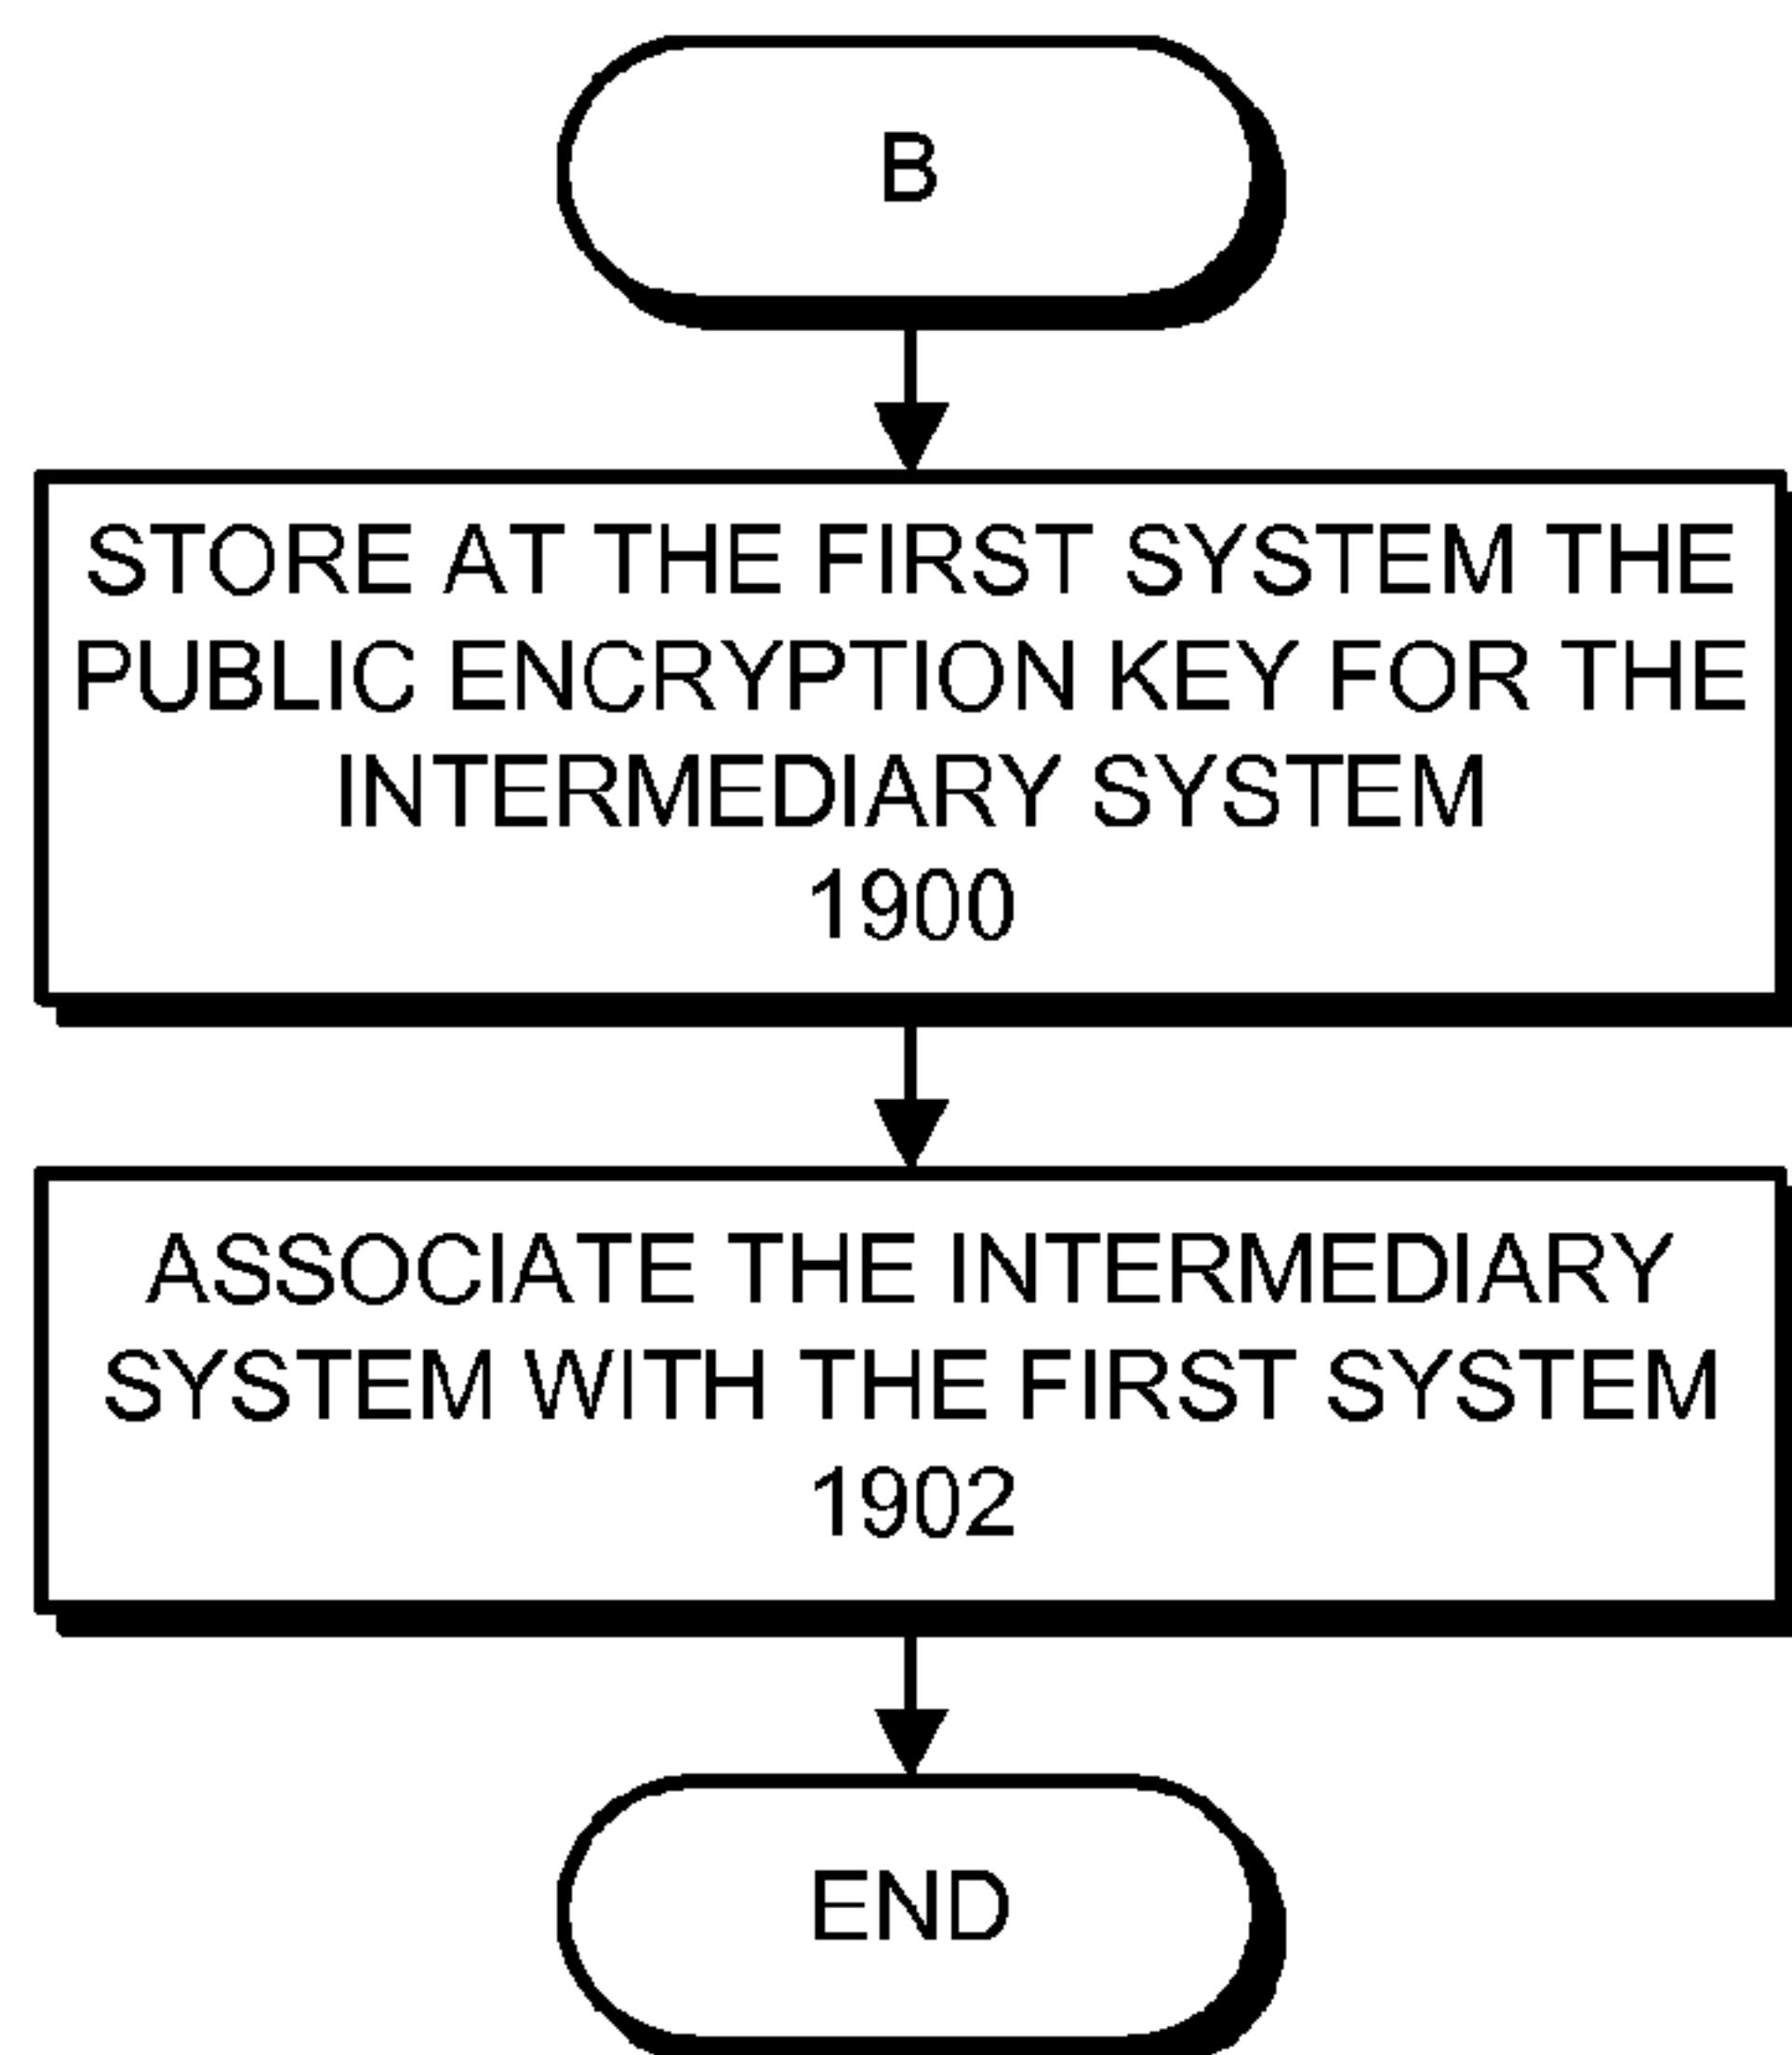 B
STORE AT THE FIRST SYSTEM THE
PUBLIC ENCRYPTION KEY FOR THE
INTERMEDIARY SYSTEM
1900
ASSOCIATE THE INTERMEDIARY
SYSTEM WITH THE FIRST SYSTEM
1902
END